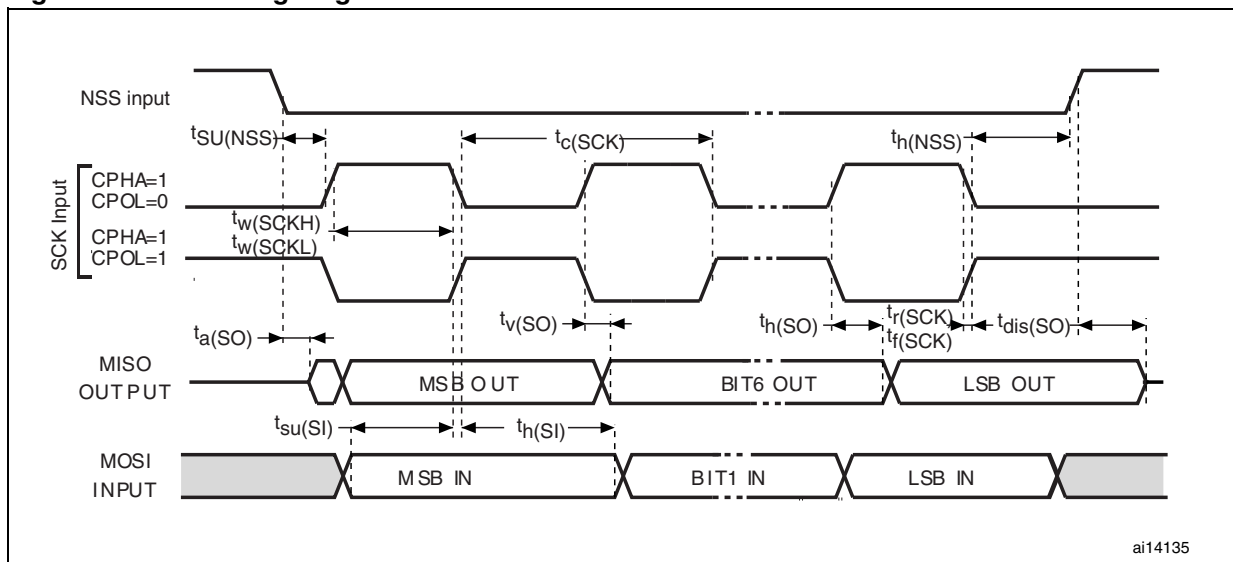 NSS input
tSU(NSS)
tc(SCK)
th(NSS)
SCK Input
CPHA=1
CPOL=0
tw(SCKH)
tw(SCKL)
CPHA=1
CPOL=1
ta(SO)
tv(SO)
th(SO)
tr(SCK)
tf(SCK)
tdis(SO)
MISO
OUTPUT
MSB OUT
BIT6 OUT
LSB OUT
tsu(SI)
th(SI)
MOSI
INPUT
MSB IN
BIT1 IN
LSB IN
ai14135